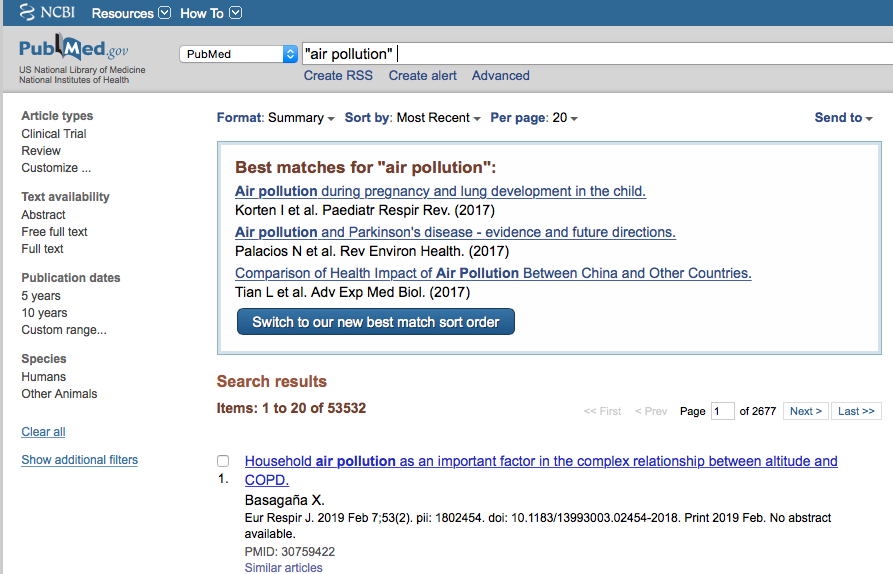 NCBI Resources How To
PubMed.gov
US National Library of Medicine
National Institutes of Health
PubMed
"air pollution"
Create RSS Create alert Advanced
Article types
Clinical Trial
Review
Customize ...
Text availability
Abstract
Free full text
Full text
Publication dates
5 years
10 years
Custom range...
Species
Humans
Other Animals
Clear all
Show additional filters
Format: Summary Sort by: Most Recent Per page: 20 Send to
Best matches for "air pollution":
Air pollution during pregnancy and lung development in the child.
Korten I et al. Paediatr Respir Rev. (2017)
Air pollution and Parkinson's disease - evidence and future directions.
Palacios N et al. Rev Environ Health. (2017)
Comparison of Health Impact of Air Pollution Between China and Other Countries.
Tian L et al. Adv Exp Med Biol. (2017)
Switch to our new best match sort order
Search results
Items: 1 to 20 of 53532
<< First < Prev Page 1 of 2677 Next > Last >>
Household air pollution as an important factor in the complex relationship between altitude and
1. COPD.
Basagaña X.
Eur Respir J. 2019 Feb 7;53(2). pii: 1802454. doi: 10.1183/13993003.02454-2018. Print 2019 Feb. No abstract
available.
PMID: 30759422
Similar articles